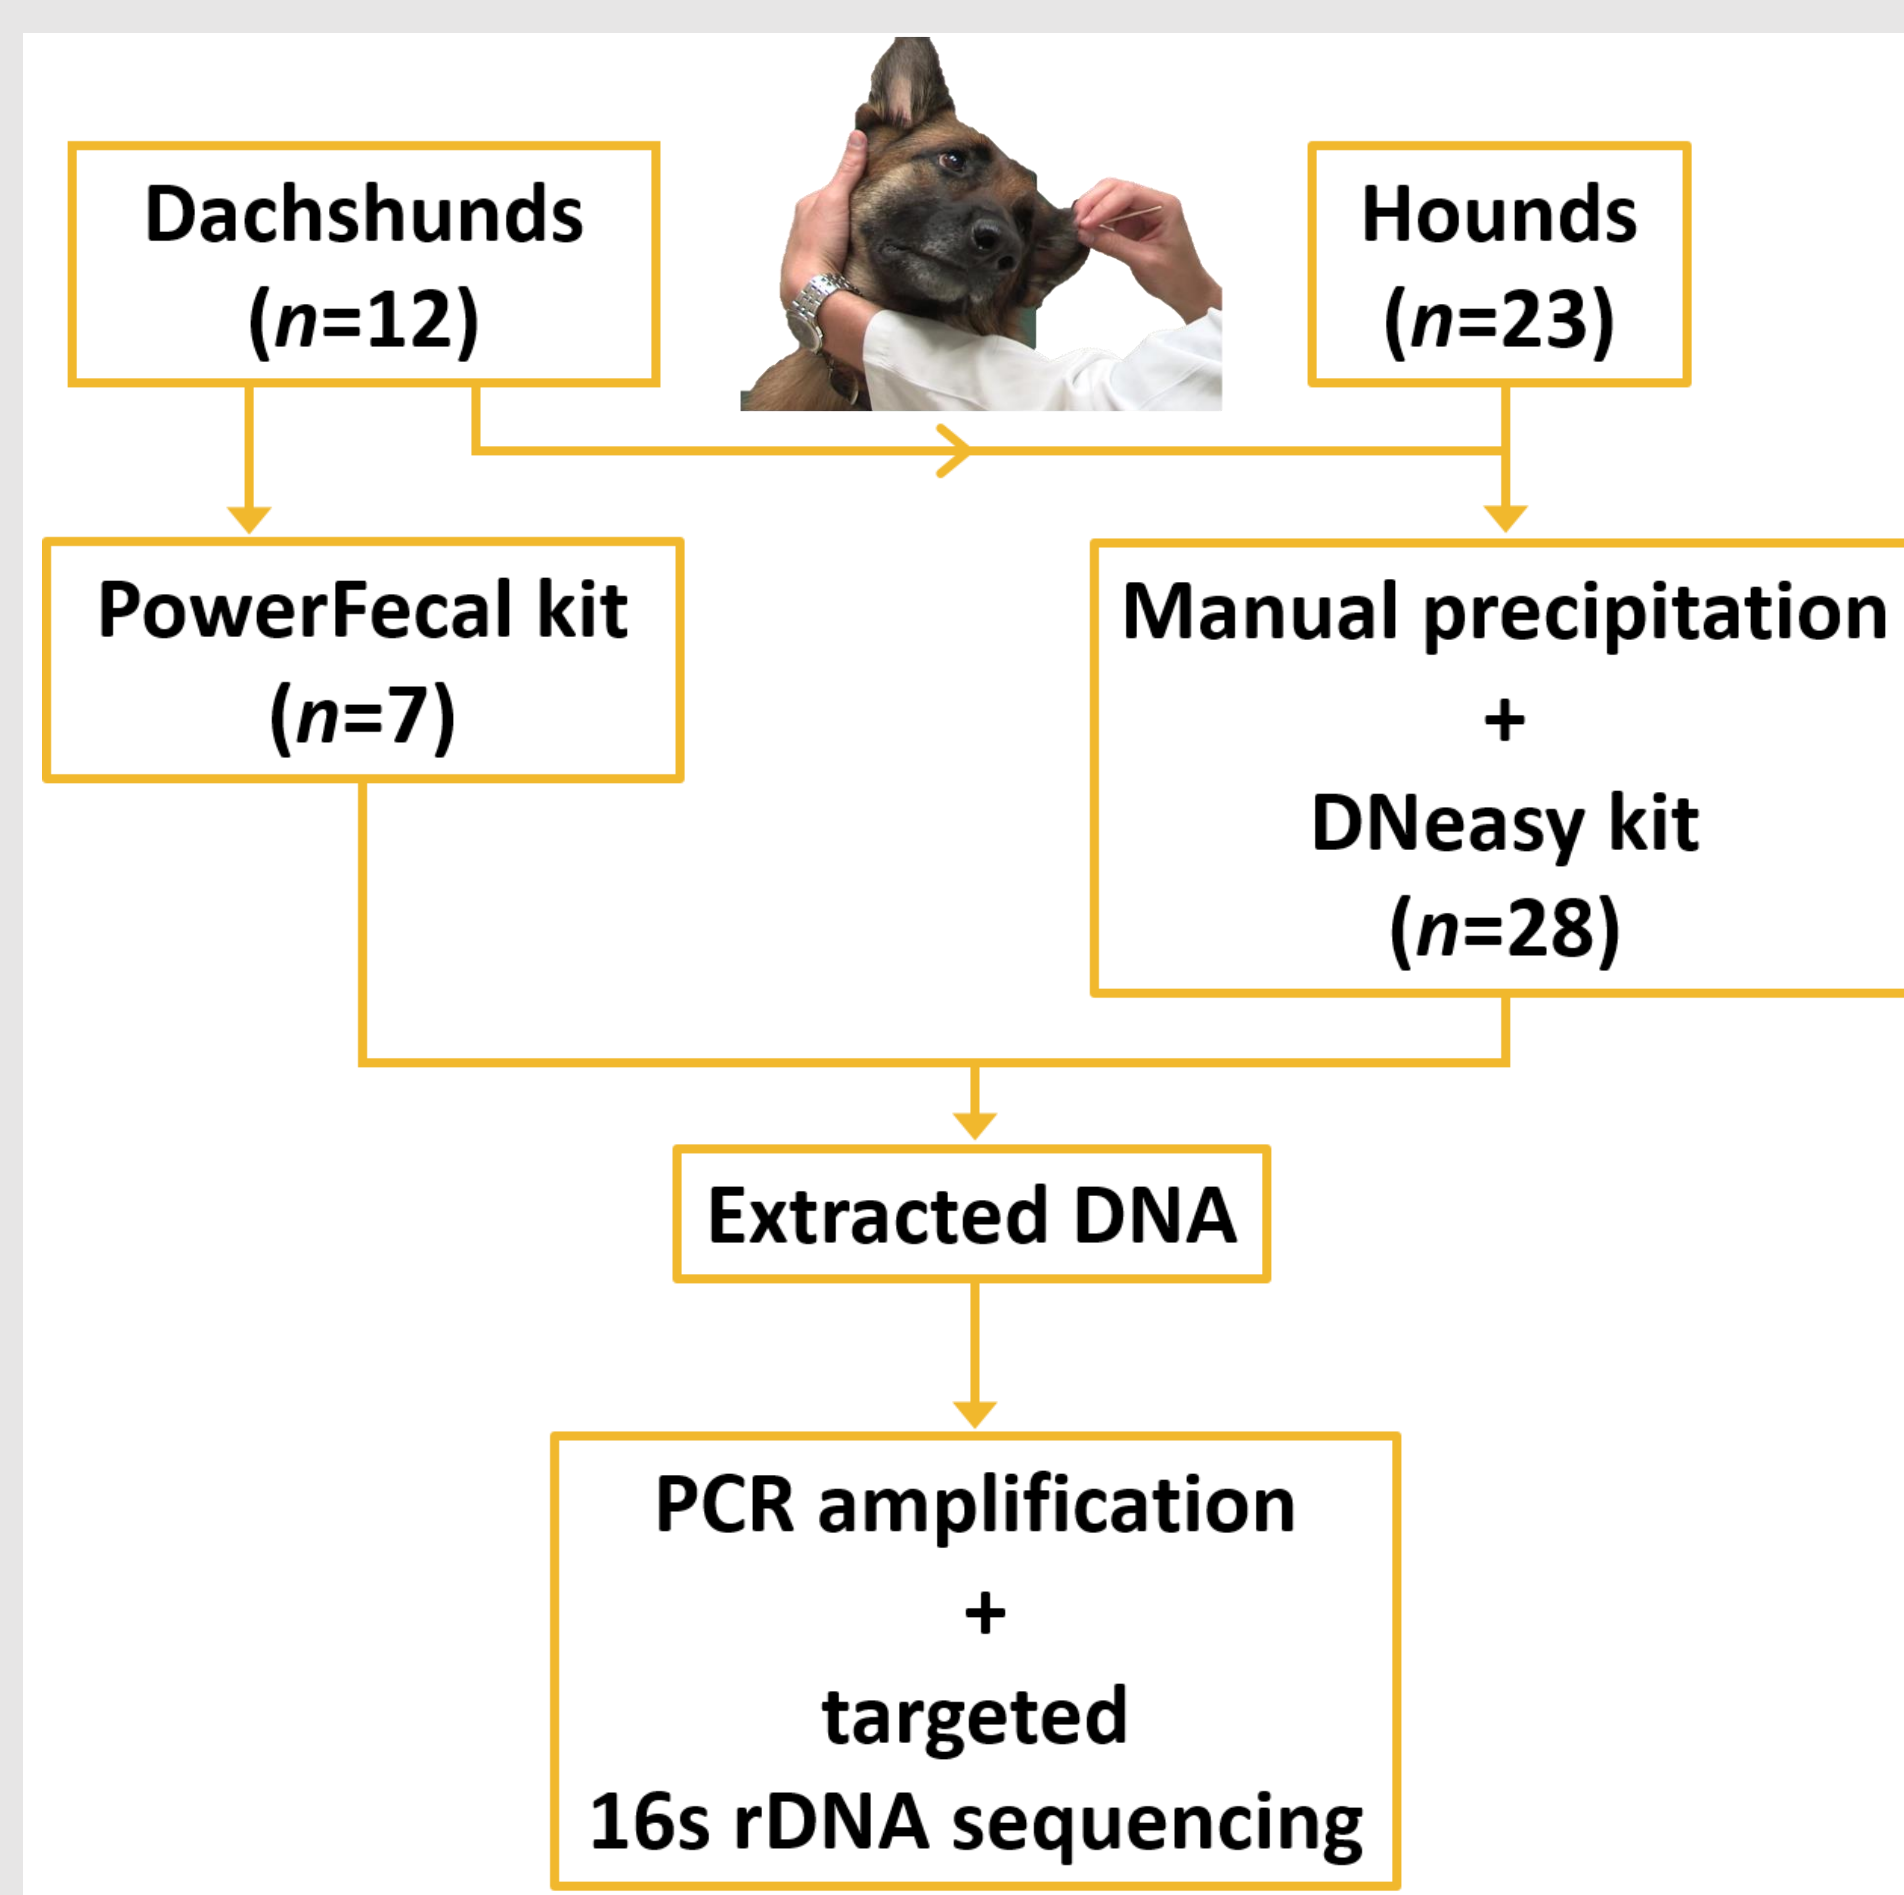 Dachshunds
(n=12)
Hounds
(n=23)
PowerFecal kit
(n=7)
Manual precipitation
+
DNeasy kit
(n=28)
Extracted DNA
PCR amplification
+
targeted
16s rDNA sequencing